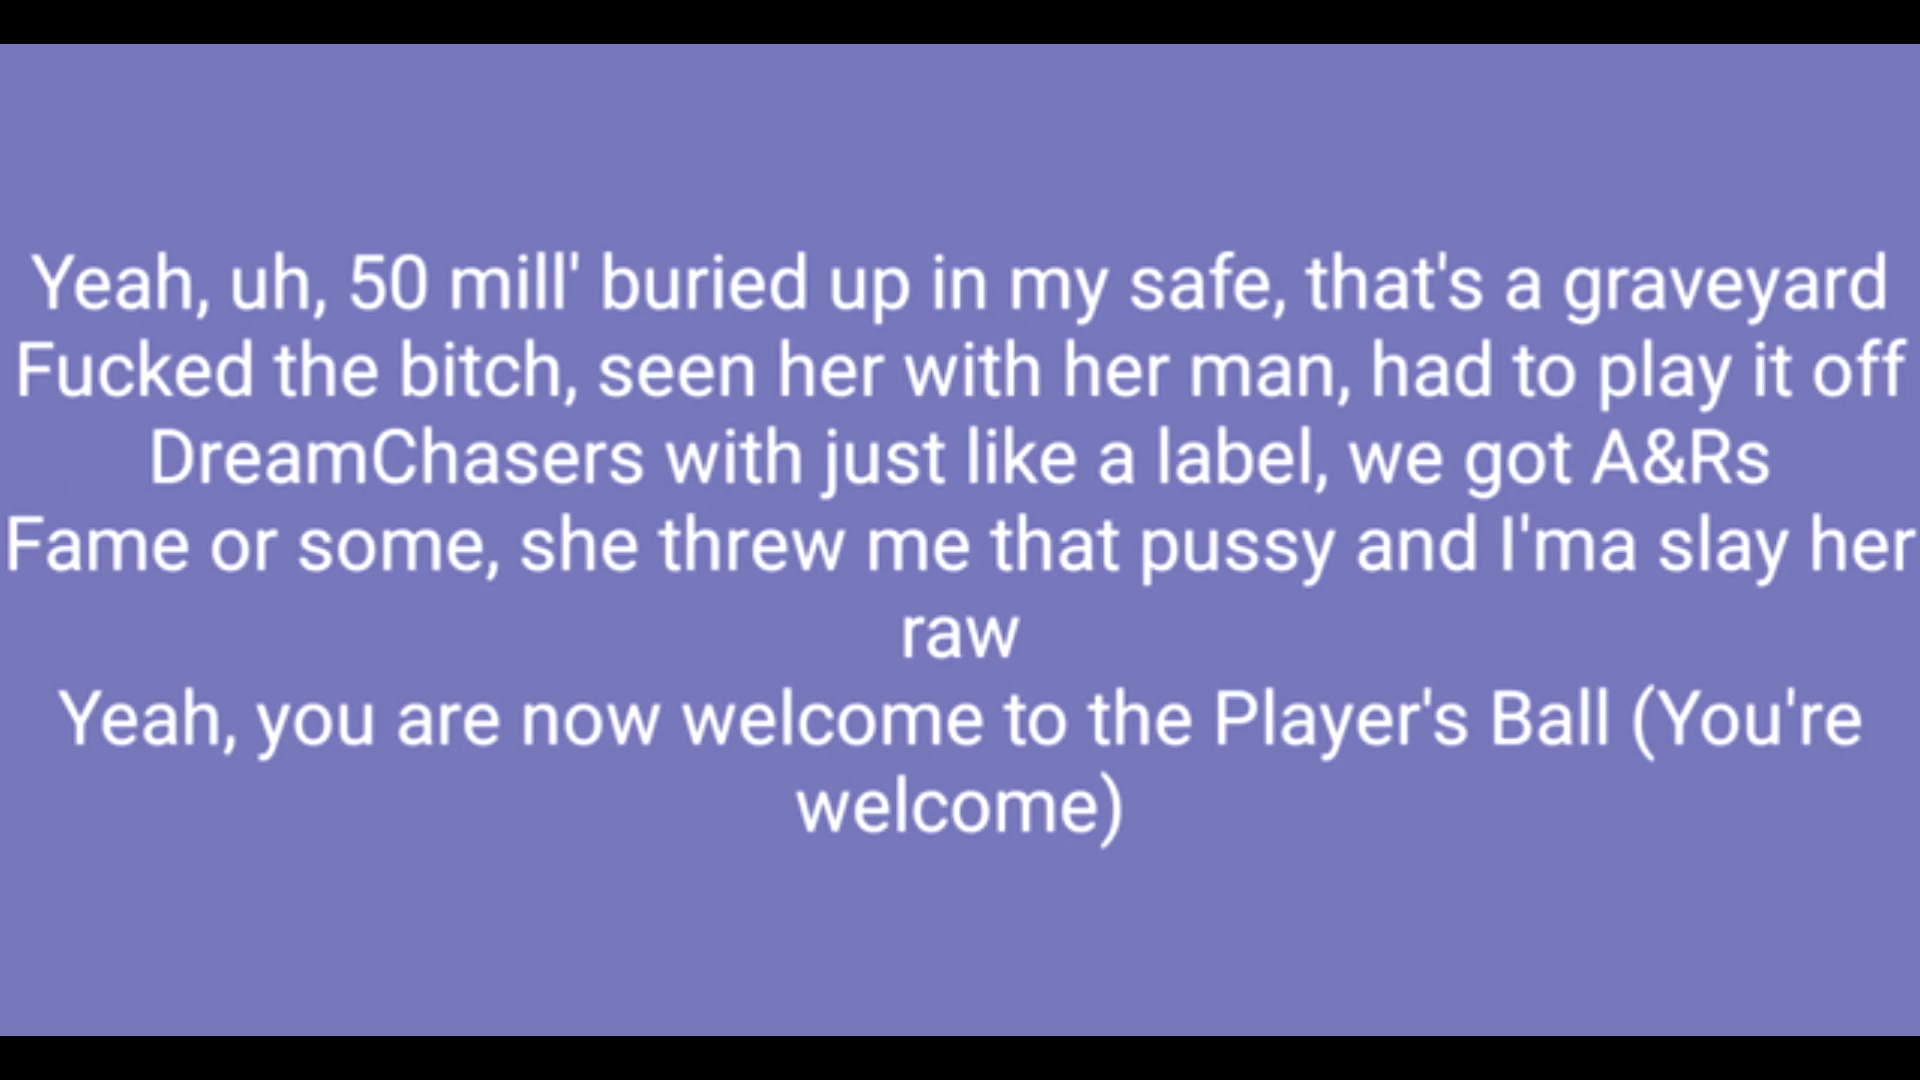 Yeah, uh, 50 mill' buried up in my safe, that's a graveyard
Fucked the bitch, seen her with her man, had to play it off
DreamChasers with just like a label, we got A&Rs
Fame or some, she threw me that pussy and I'ma slay her
raw
Yeah, you are now welcome to the Player's Ball (You're
welcome)